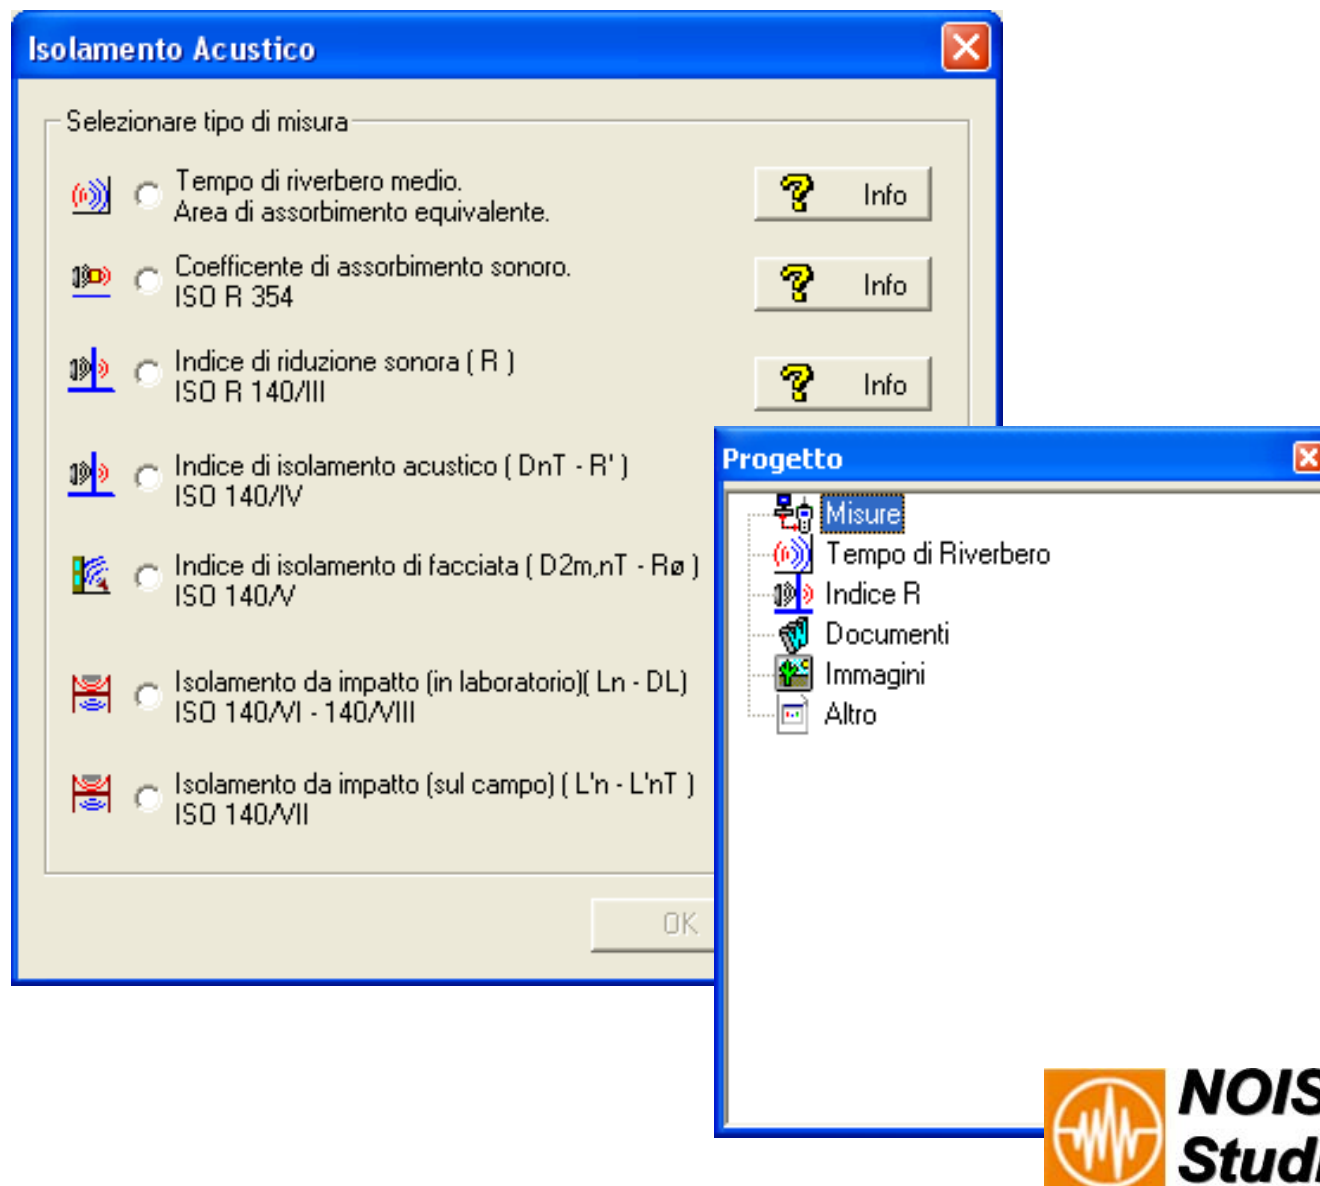 Isolamento Acustico
Selezionare tipo di misura
Tempo di riverbero medio.
Area di assorbimento equivalente.
Info
Coefficente di assorbimento sonoro.
ISO R 354
Info
Indice di riduzione sonora ( R )
ISO R 140/III
Info
Indice di isolamento acustico ( DnT - R' )
ISO 140/IV
Indice di isolamento di facciata ( D2m,nT - Rø )
ISO 140/V
Isolamento da impatto (in laboratorio)( Ln - DL)
ISO 140/VI - 140/VIII
Isolamento da impatto (sul campo) ( L'n - L'nT )
ISO 140/VII
OK
Progetto
Misure
Tempo di Riverbero
Indice R
Documenti
Immagini
Altro
NOIS
Studi